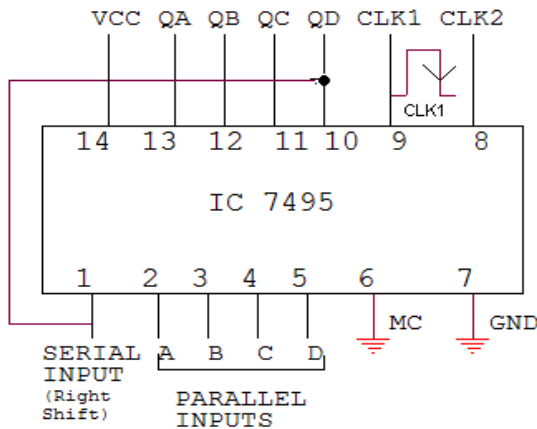 VCC QA QB QC QD CLK1 CLK2
CLK1
14 13 12 11 10 9 8
IC 7495
1 2 3 4 5 6 7
MC GND
SERIAL A B C D
INPUT
(Right
Shift)
PARALLEL
INPUTS